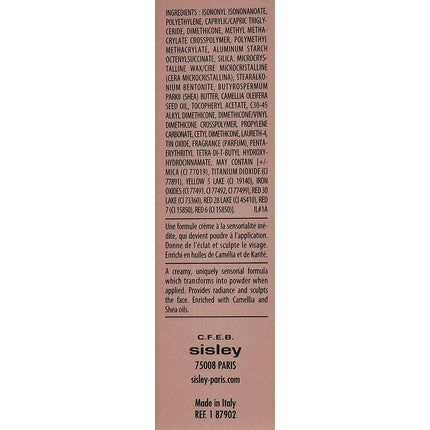 INGREDIENTS : ISONONYL ISONONANOATE,
POLYETHYLENE, CAPRYLIC/CAPRIC TRIGLY-
CERIDE, DIMETHICONE, METHYL METHA-
CRYLATE CROSSPOLYMER, POLYMETHYL
METHACRYLATE, ALUMINUM STARCH
OCTENYLSUCCINATE, SILICA, MICROCRYS-
TALLINE WAX/CIRE MICROCRISTALLINE
(CERA MICROCRISTALLINA), STEARALKO-
NIUM BENTONITE, BUTYROSPERMUM
PARKII (SHEA) BUTTER, CAMELLIA OLEIFERA
SEED OIL, TOCOPHERYL ACETATE, C30-45
ALKYL DIMETHICONE, DIMETHICONE/VINYL
DIMETHICONE CROSSPOLYMER, PROPYLENE
CARBONATE, CETYL DIMETHICONE, LAURETH-4,
TIN OXIDE, FRAGRANCE (PARFUM), PENTA-
ERYTHRITYL TETRA-DI-T-BUTYL HYDROXY-
HYDROCINNAMATE, MAY CONTAIN [+/-
MICA (CI 77019), TITANIUM DIOXIDE (CI
77891), YELLOW 5 LAKE (CI 19140), IRON
OXIDES (CI 77491, CI 77492, CI 77499), RED 30
LAKE (CI 73360), RED 28 LAKE (CI 45410), RED
7 (CI 15850), RED 6 (CI 15850)]. IL#1A
Une formule crème à la sensorialité iné-
dite, qui devient poudre à l'application.
Donne de l'éclat et sculpte le visage.
Enrichi en huiles de Camélia et de Karité.
A creamy, uniquely sensorial formula
which transforms into powder when
applied. Provides radiance and sculpts
the face. Enriched with Camellia and
Shea oils.
C.F.E.B.
sisley
75008 PARIS
sisley-paris.com
Made in Italy
REF. 1 87902